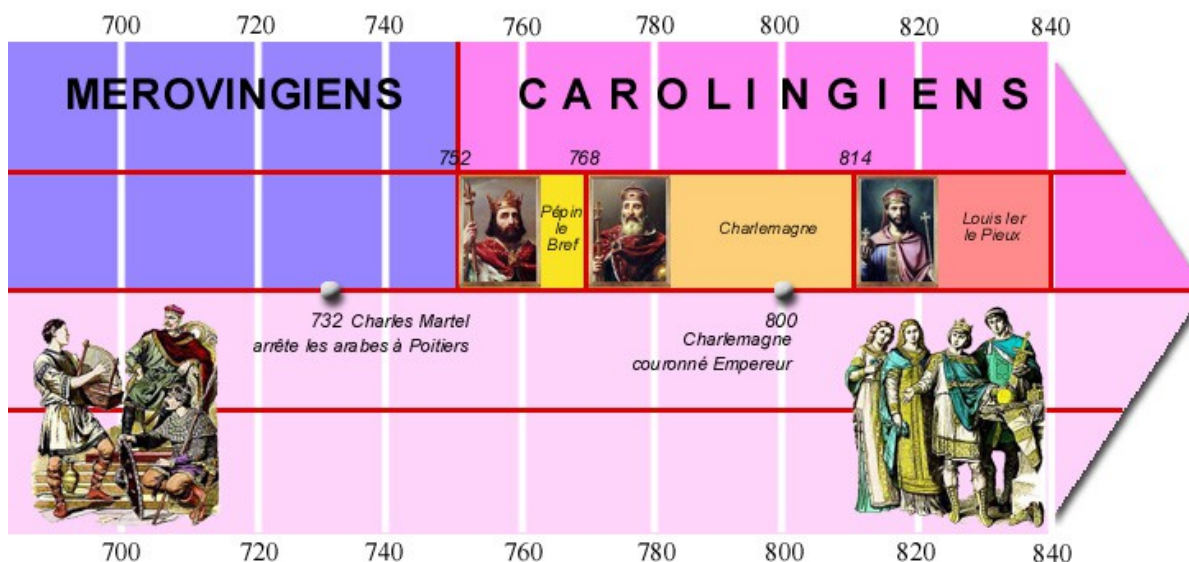 700 720 740 760 780 800 820 840
MEROVINGIENS CAROLINGIENS
752 768 814
Pépin
le
Bref
Charlemagne
Louis Ier
le Pieux
732 Charles Martel
arrête les arabes à Poitiers
800
Charlemagne
couronné Empereur
700 720 740 760 780 800 820 840